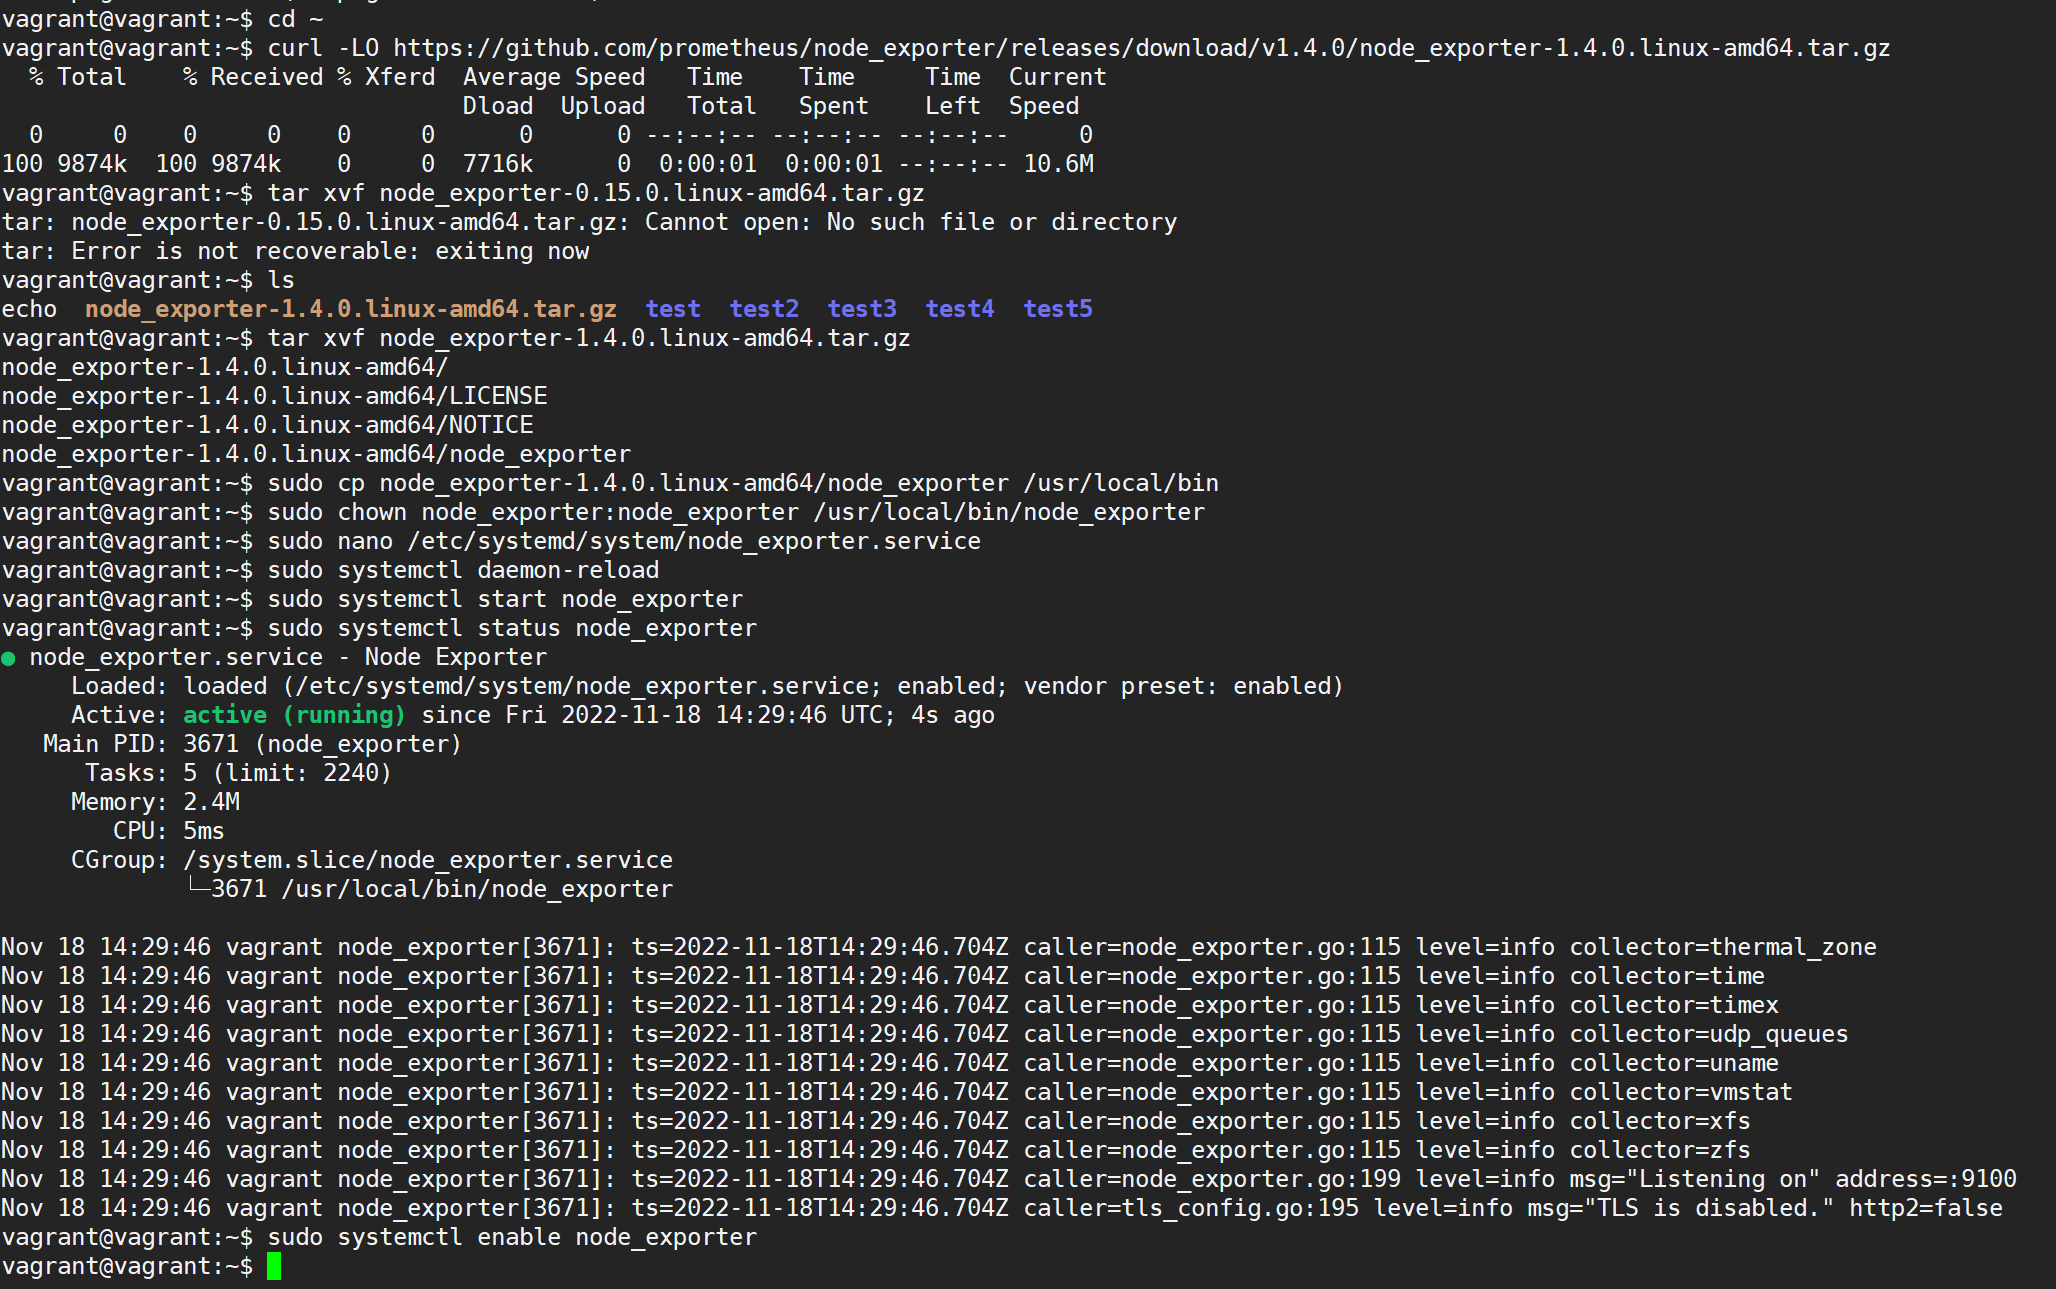 vagrant@vagrant:~$ cd ~
vagrant@vagrant:~$ curl -LO https://github.com/prometheus/node_exporter/releases/download/v1.4.0/node_exporter-1.4.0.linux-amd64.tar.gz
  % Total    % Received % Xferd  Average Speed   Time    Time     Time  Current
                                 Dload  Upload   Total   Spent    Left  Speed
  0     0    0     0    0     0      0      0 --:--:-- --:--:-- --:--:--     0
100 9874k  100 9874k    0     0  7716k      0  0:00:01  0:00:01 --:--:-- 10.6M
vagrant@vagrant:~$ tar xvf node_exporter-0.15.0.linux-amd64.tar.gz
tar: node_exporter-0.15.0.linux-amd64.tar.gz: Cannot open: No such file or directory
tar: Error is not recoverable: exiting now
vagrant@vagrant:~$ ls
echo  node_exporter-1.4.0.linux-amd64.tar.gz  test  test2  test3  test4  test5
vagrant@vagrant:~$ tar xvf node_exporter-1.4.0.linux-amd64.tar.gz
node_exporter-1.4.0.linux-amd64/
node_exporter-1.4.0.linux-amd64/LICENSE
node_exporter-1.4.0.linux-amd64/NOTICE
node_exporter-1.4.0.linux-amd64/node_exporter
vagrant@vagrant:~$ sudo cp node_exporter-1.4.0.linux-amd64/node_exporter /usr/local/bin
vagrant@vagrant:~$ sudo chown node_exporter:node_exporter /usr/local/bin/node_exporter
vagrant@vagrant:~$ sudo nano /etc/systemd/system/node_exporter.service
vagrant@vagrant:~$ sudo systemctl daemon-reload
vagrant@vagrant:~$ sudo systemctl start node_exporter
vagrant@vagrant:~$ sudo systemctl status node_exporter
● node_exporter.service - Node Exporter
     Loaded: loaded (/etc/systemd/system/node_exporter.service; enabled; vendor preset: enabled)
     Active: active (running) since Fri 2022-11-18 14:29:46 UTC; 4s ago
   Main PID: 3671 (node_exporter)
      Tasks: 5 (limit: 2240)
     Memory: 2.4M
        CPU: 5ms
     CGroup: /system.slice/node_exporter.service
             └─3671 /usr/local/bin/node_exporter
Nov 18 14:29:46 vagrant node_exporter[3671]: ts=2022-11-18T14:29:46.704Z caller=node_exporter.go:115 level=info collector=thermal_zone
Nov 18 14:29:46 vagrant node_exporter[3671]: ts=2022-11-18T14:29:46.704Z caller=node_exporter.go:115 level=info collector=time
Nov 18 14:29:46 vagrant node_exporter[3671]: ts=2022-11-18T14:29:46.704Z caller=node_exporter.go:115 level=info collector=timex
Nov 18 14:29:46 vagrant node_exporter[3671]: ts=2022-11-18T14:29:46.704Z caller=node_exporter.go:115 level=info collector=udp_queues
Nov 18 14:29:46 vagrant node_exporter[3671]: ts=2022-11-18T14:29:46.704Z caller=node_exporter.go:115 level=info collector=uname
Nov 18 14:29:46 vagrant node_exporter[3671]: ts=2022-11-18T14:29:46.704Z caller=node_exporter.go:115 level=info collector=vmstat
Nov 18 14:29:46 vagrant node_exporter[3671]: ts=2022-11-18T14:29:46.704Z caller=node_exporter.go:115 level=info collector=xfs
Nov 18 14:29:46 vagrant node_exporter[3671]: ts=2022-11-18T14:29:46.704Z caller=node_exporter.go:115 level=info collector=zfs
Nov 18 14:29:46 vagrant node_exporter[3671]: ts=2022-11-18T14:29:46.704Z caller=node_exporter.go:199 level=info msg="Listening on" address=:9100
Nov 18 14:29:46 vagrant node_exporter[3671]: ts=2022-11-18T14:29:46.704Z caller=tls_config.go:195 level=info msg="TLS is disabled." http2=false
vagrant@vagrant:~$ sudo systemctl enable node_exporter
vagrant@vagrant:~$